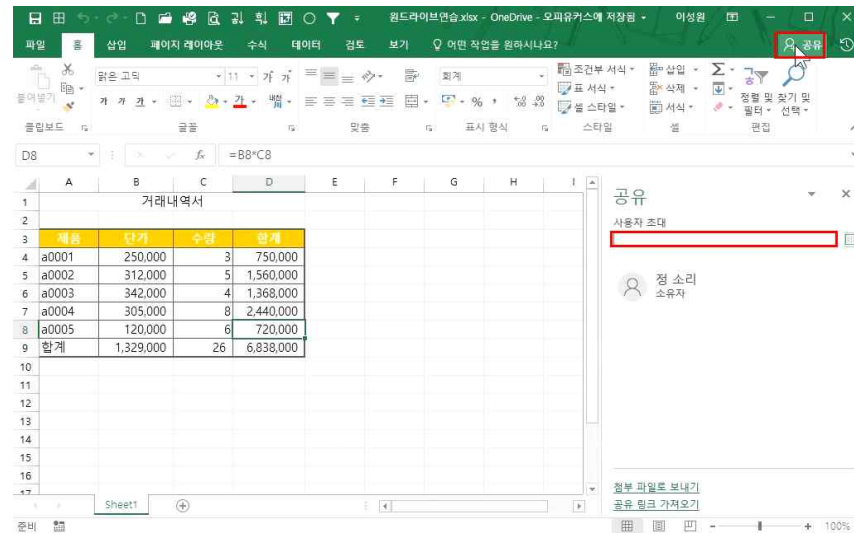 원드라이브연습.xlsx - OneDrive - 오피유커스에 저장됨
이성원
파일 홈 삽입 페이지 레이아웃 수식 데이터 검토 보기 어떤 작업을 원하시나요? 공유
붙여넣기
맑은 고딕 11 가 가
가 가 가 가 내천
회계
% ,
조건부 서식
표 서식
셀 스타일
삽입
삭제
서식
정렬 및 필터
찾기 및 선택
클립보드 글꼴 맞춤 표시 형식 스타일 셀 편집
D8 fx =B8*C8
A B C D E F G H I
1 거래내역서
2
3 제품 단가 수량 합계
4 a0001 250,000 3 750,000
5 a0002 312,000 5 1,560,000
6 a0003 342,000 4 1,368,000
7 a0004 305,000 8 2,440,000
8 a0005 120,000 6 720,000
9 합계 1,329,000 26 6,838,000
10
11
12
13
14
15
16
17
공유
사용자 초대
정 소리
소유자
첨부 파일로 보내기
공유 링크 가져오기
Sheet1
준비
100%